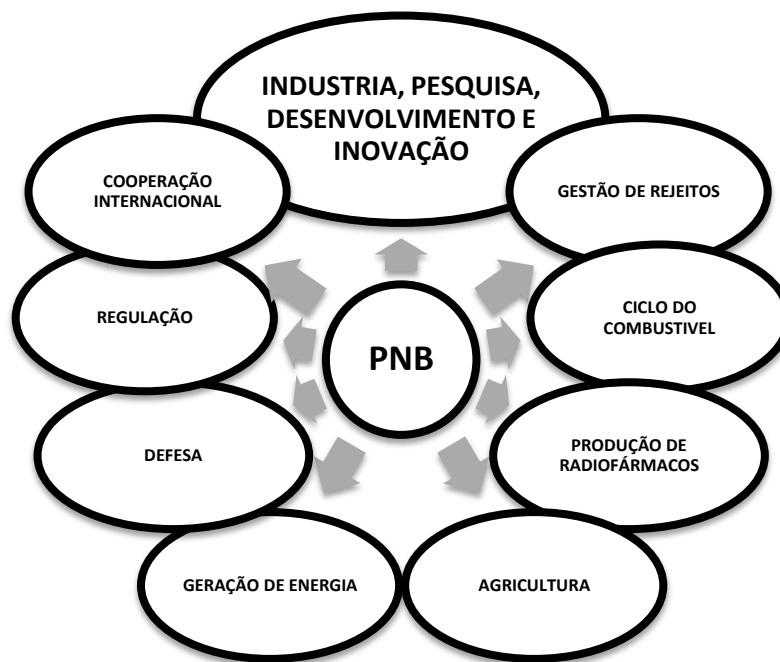 INDUSTRIA, PESQUISA,
DESENVOLVIMENTO E
INOVAÇÃO
COOPERAÇÃO
INTERNACIONAL
GESTÃO DE REJEITOS
REGULAÇÃO
CICLO DO
COMBUSTIVEL
PNB
DEFESA
PRODUÇÃO DE
RADIOFÁRMACOS
GERAÇÃO DE ENERGIA
AGRICULTURA